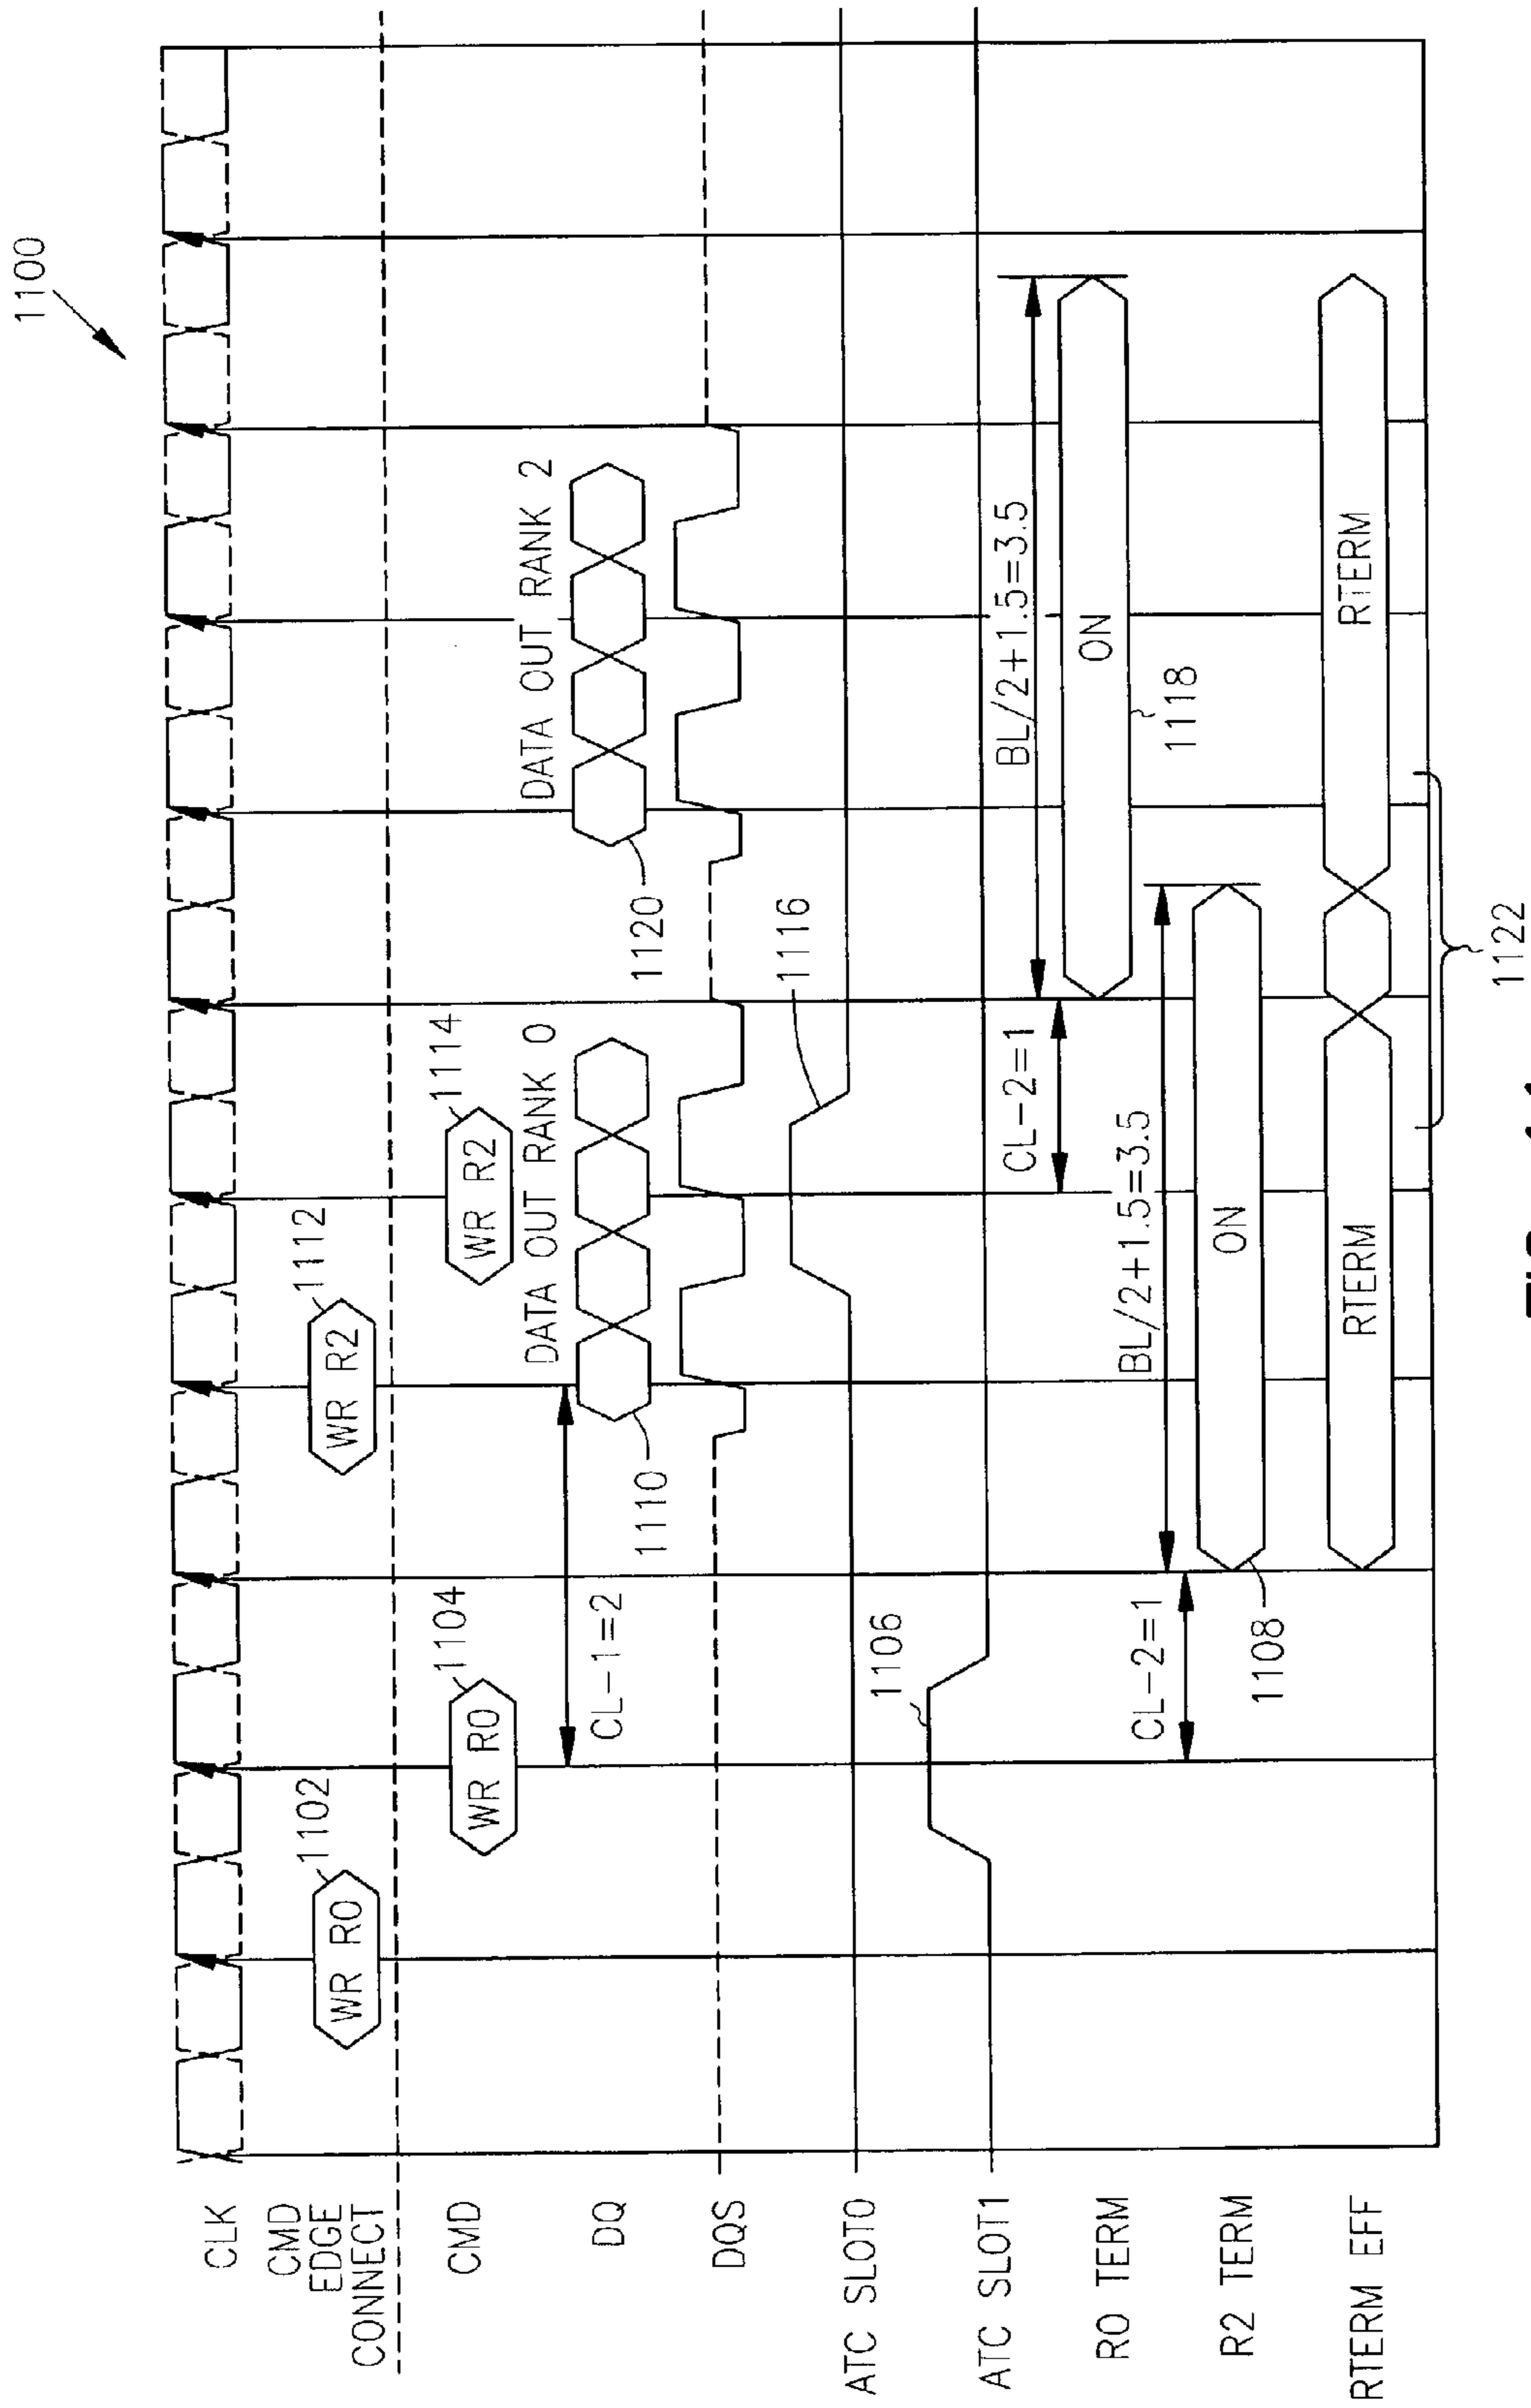 1100
CLK
CMD
EDGE
CONNECT
WR R0
1102
WR R2
1112
CMD
WR R0
1104
WR R2
1114
CL-1=2
DATA OUT RANK 0
DATA OUT RANK 2
DQ
1110
1120
DQS
ATC SLOT0
1116
ATC SLOT1
1106
R0 TERM
CL-2=1
BL/2+1.5=3.5
ON
1118
R2 TERM
CL-2=1
BL/2+1.5=3.5
ON
1108
RTERM EFF
RTERM
RTERM
1122